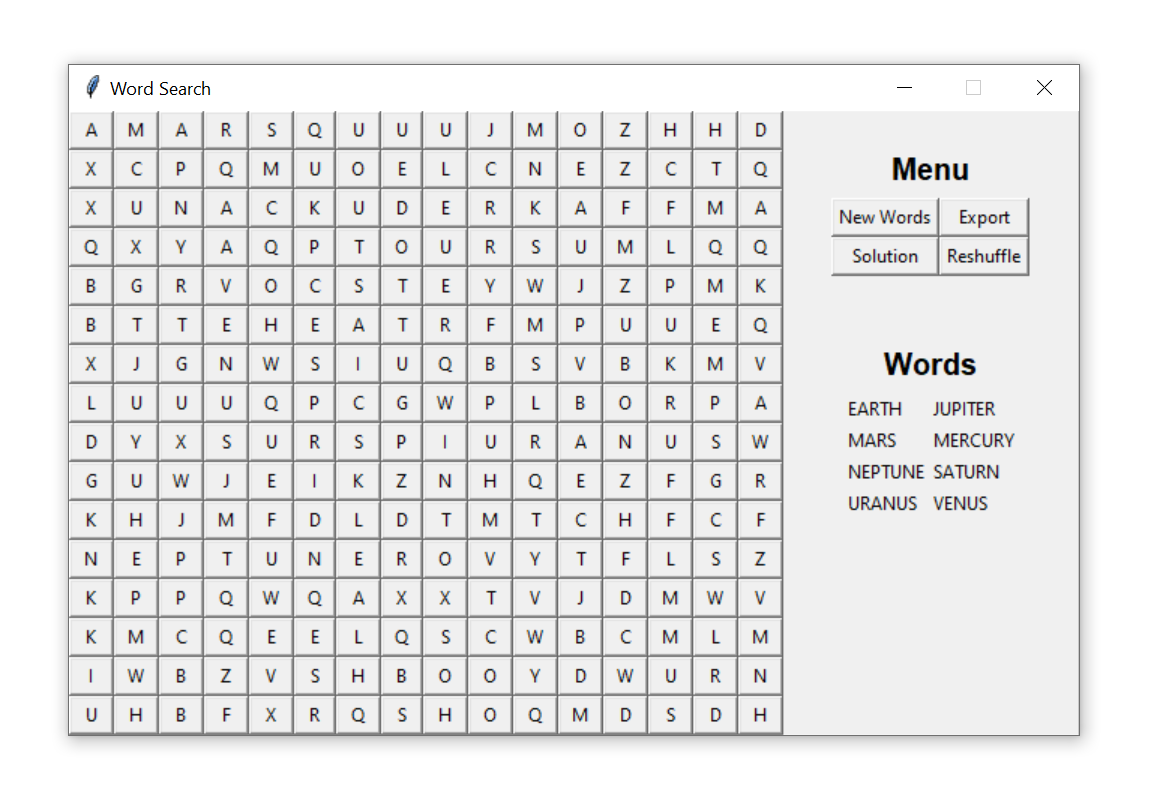 Word Search
A M A R S Q U U U J M O Z H H D
X C P Q M U O E L C N E Z C T Q
X U N A C K U D E R K A F F M A
Q X Y A Q P T O U R S U M L Q Q
B G R V O C S T E Y W J Z P M K
B T T E H E A T R F M P U U E Q
X J G N W S I U Q B S V B K M V
L U U U Q P C G W P L B O R P A
D Y X S U R S P I U R A N U S W
G U W J E I K Z N H Q E Z F G R
K H J M F D L D T M T C H F C F
N E P T U N E R O V Y T F L S Z
K P P Q W Q A X X T V J D M W V
K M C Q E E L Q S C W B C M L M
I W B Z V S H B O O Y D W U R N
U H B F X R Q S H O Q M D S D H
Menu
New Words Export
Solution Reshuffle
Words
EARTH JUPITER
MARS MERCURY
NEPTUNE SATURN
URANUS VENUS